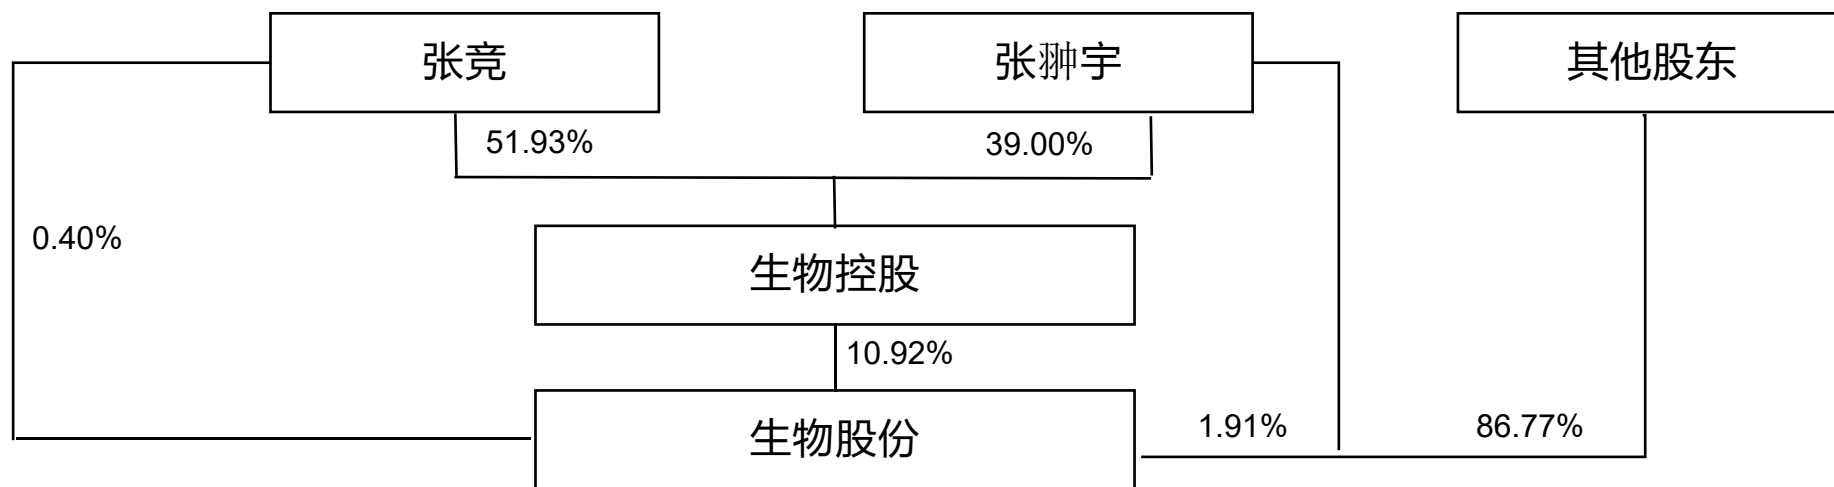 张竞
张翀宇
其他股东
51.93%
39.00%
0.40%
生物控股
10.92%
生物股份
1.91%
86.77%